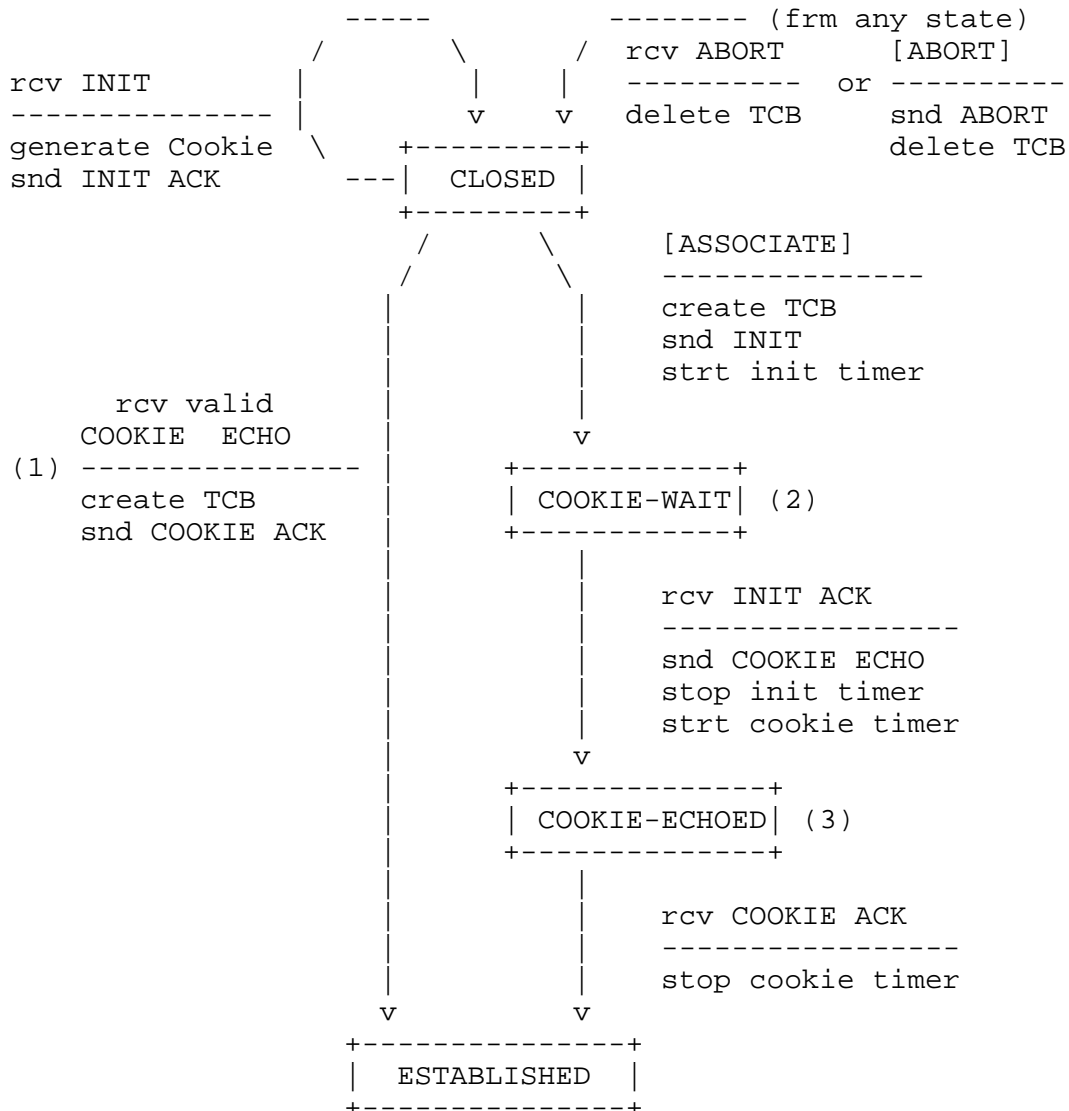 -----          -------- (frm any state)
                     /       \      /  rcv ABORT      [ABORT]
rcv INIT            |         |    |   ----------  or ----------
--------------- |         v    v   delete TCB     snd ABORT
generate Cookie  \    +---------+                 delete TCB
snd INIT ACK       ---|  CLOSED |
                      +---------+
                       /      \      [ASSOCIATE]
                      /        \     ---------------
                     |          |    create TCB
                     |          |    snd INIT
                     |          |    strt init timer
      rcv valid      |          |
    COOKIE  ECHO     |          v
(1) ---------------- |      +------------+
    create TCB       |      | COOKIE-WAIT| (2)
    snd COOKIE ACK   |      +------------+
                     |          |
                     |          |    rcv INIT ACK
                     |          |    -----------------
                     |          |    snd COOKIE ECHO
                     |          |    stop init timer
                     |          |    strt cookie timer
                     |          v
                     |      +--------------+
                     |      | COOKIE-ECHOED| (3)
                     |      +--------------+
                     |          |
                     |          |    rcv COOKIE ACK
                     |          |    -----------------
                     |          |    stop cookie timer
                     v          v
                   +---------------+
                   |  ESTABLISHED  |
                   +---------------+